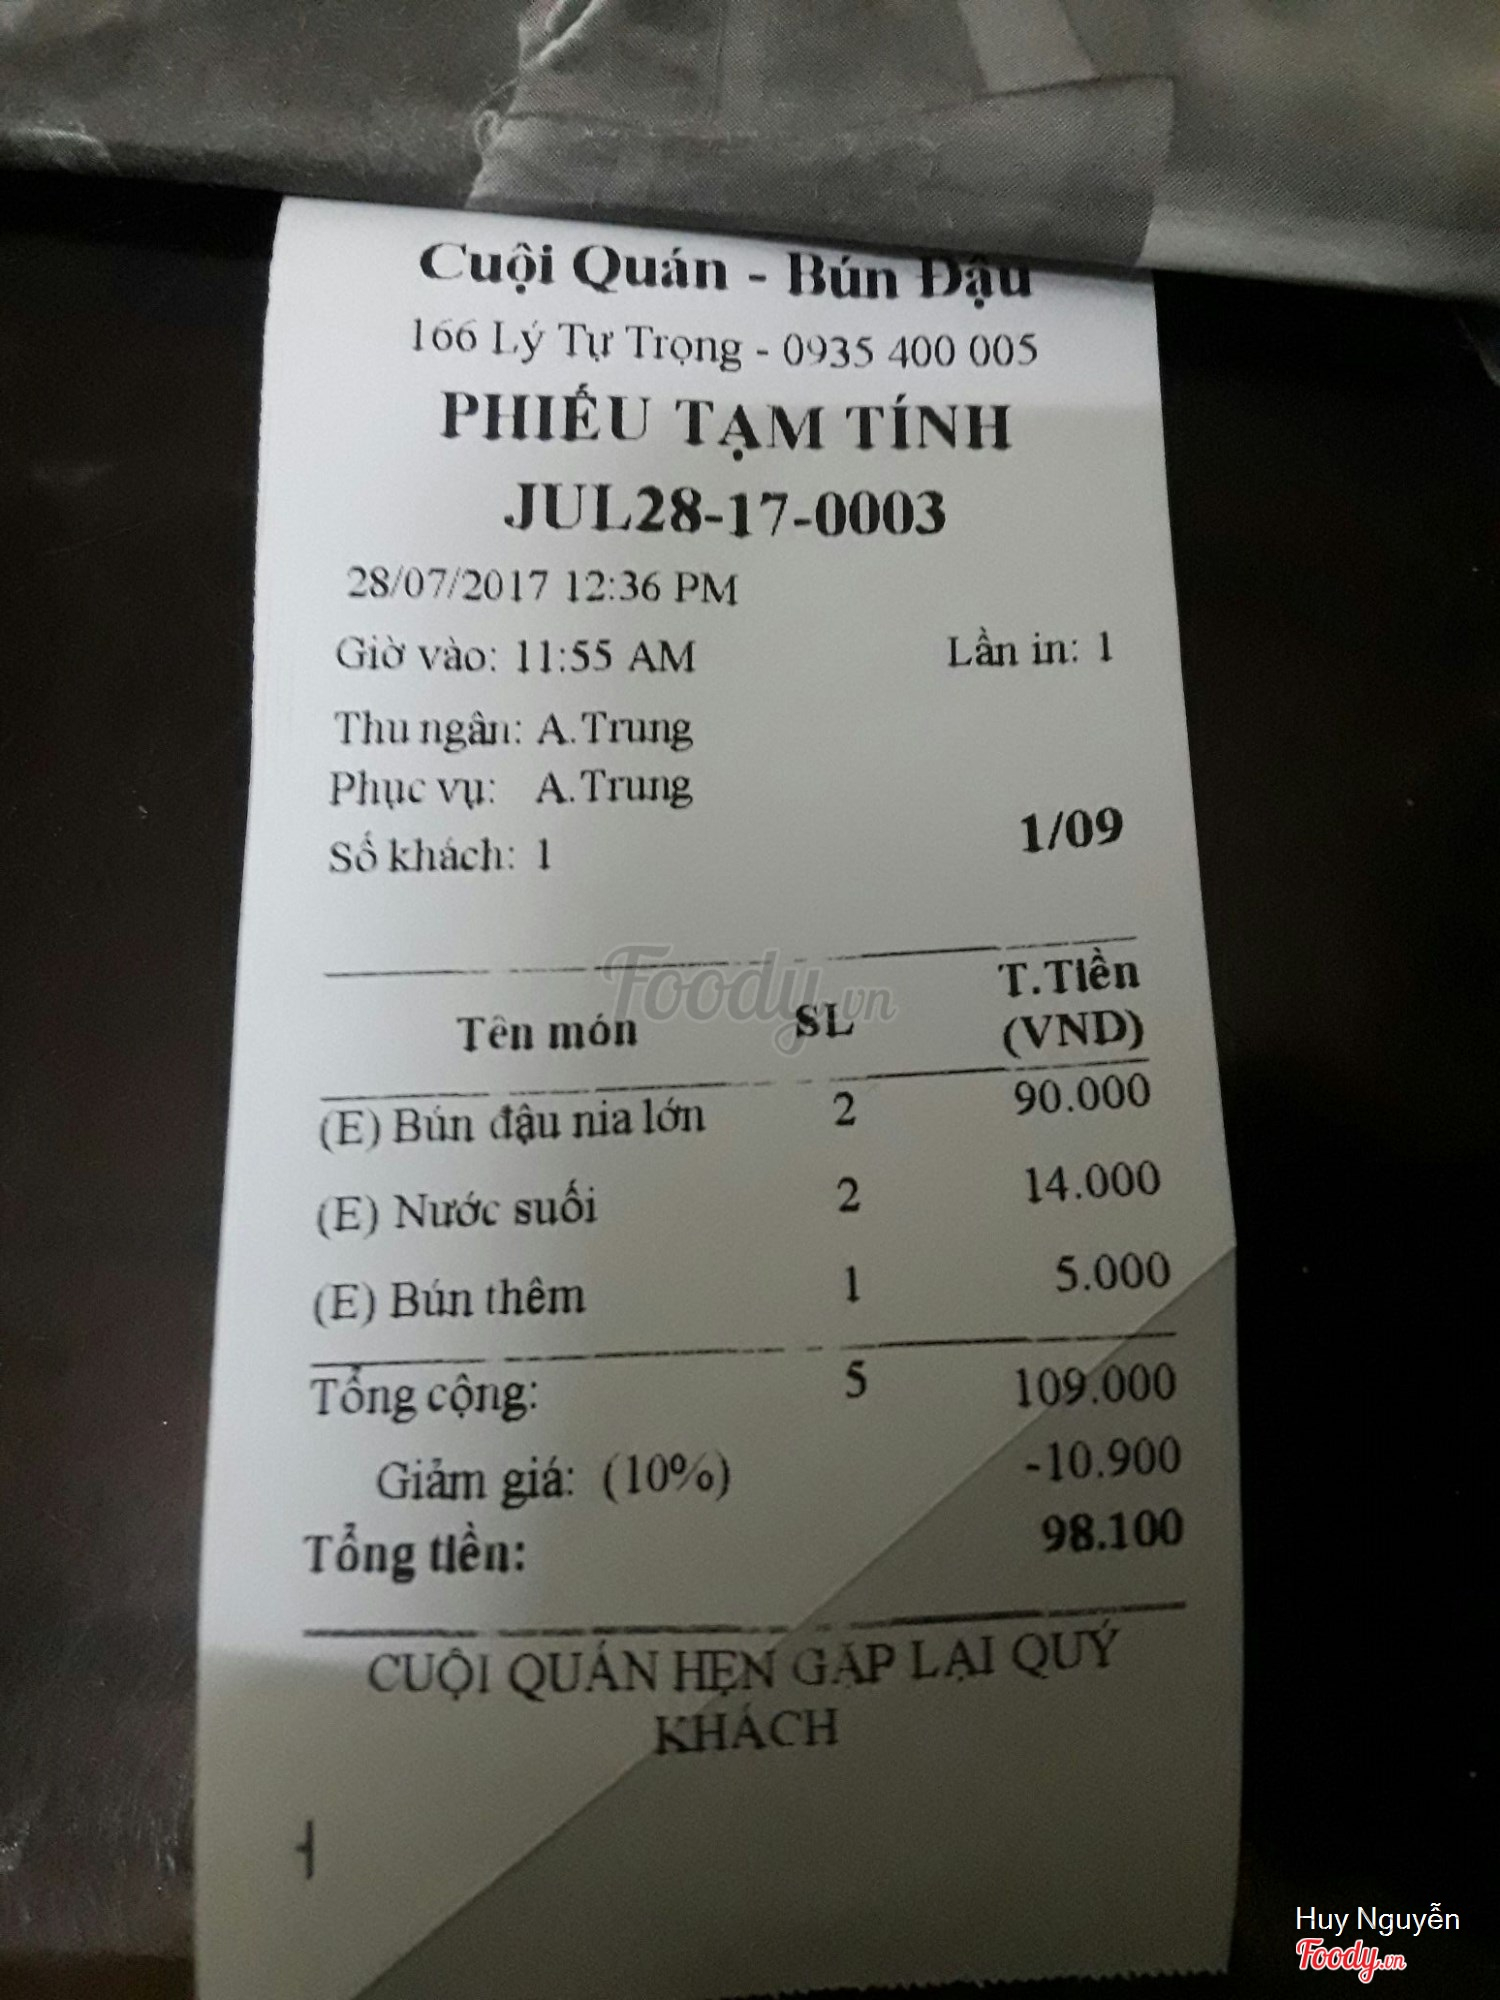 Cuội Quán - Bún Đậu
166 Lý Tự Trọng - 0935 400 005
PHIẾU TẠM TÍNH
JUL28-17-0003
28/07/2017 12:36 PM
Giờ vào: 11:55 AM Lần in: 1
Thu ngân: A.Trung
Phục vụ: A.Trung
Số khách: 1 1/09
Foody.vn
T.Tiền
Tên món SL (VND)
(E) Bún đậu nia lớn 2 90.000
(E) Nước suối 2 14.000
(E) Bún thêm 1 5.000
Tổng cộng: 5 109.000
Giảm giá: (10%) -10.900
Tổng tiền: 98.100
CUỘI QUÁN HẸN GẶP LẠI QUÝ
KHÁCH
Huy Nguyễn
Foody.vn